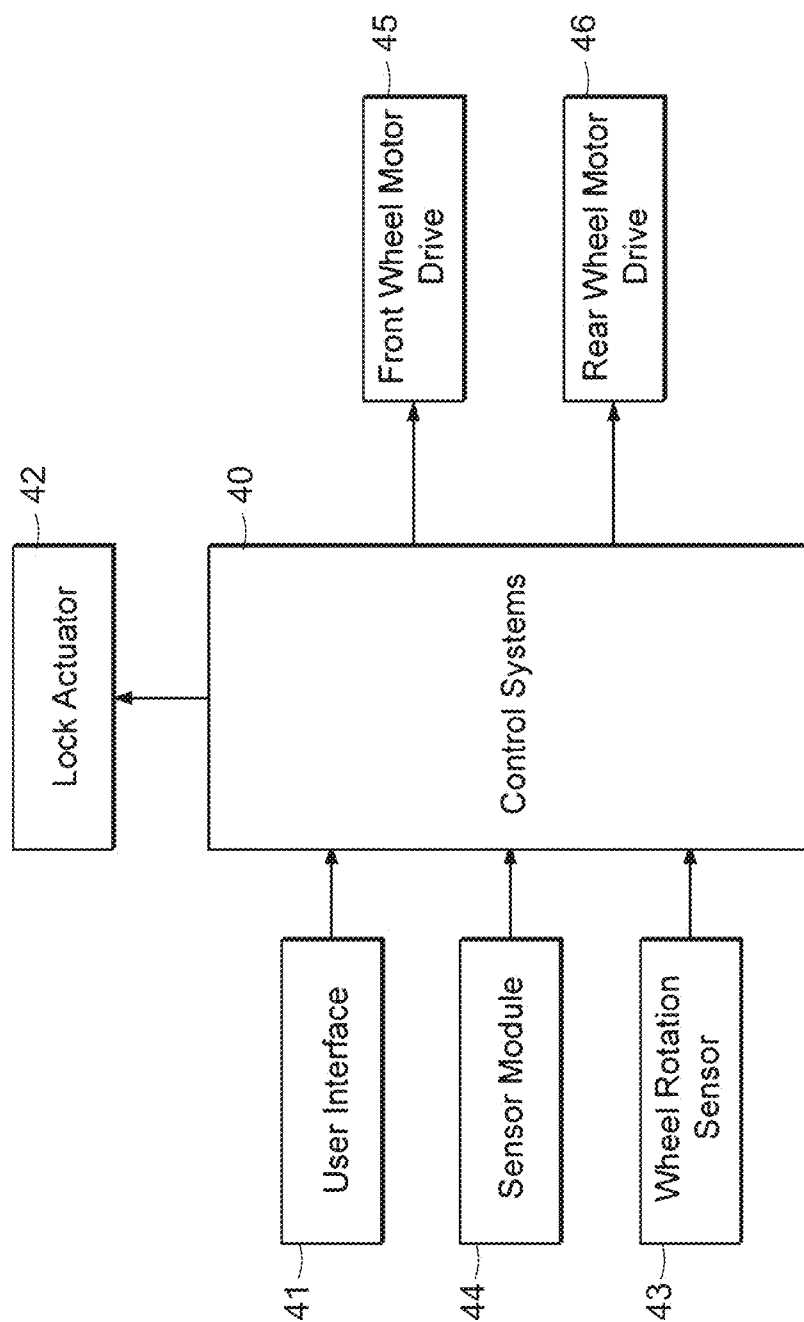 42
Lock Actuator
41
User Interface
44
Sensor Module
43
Wheel Rotation
Sensor
40
Control Systems
45
Front Wheel Motor
Drive
46
Rear Wheel Motor
Drive